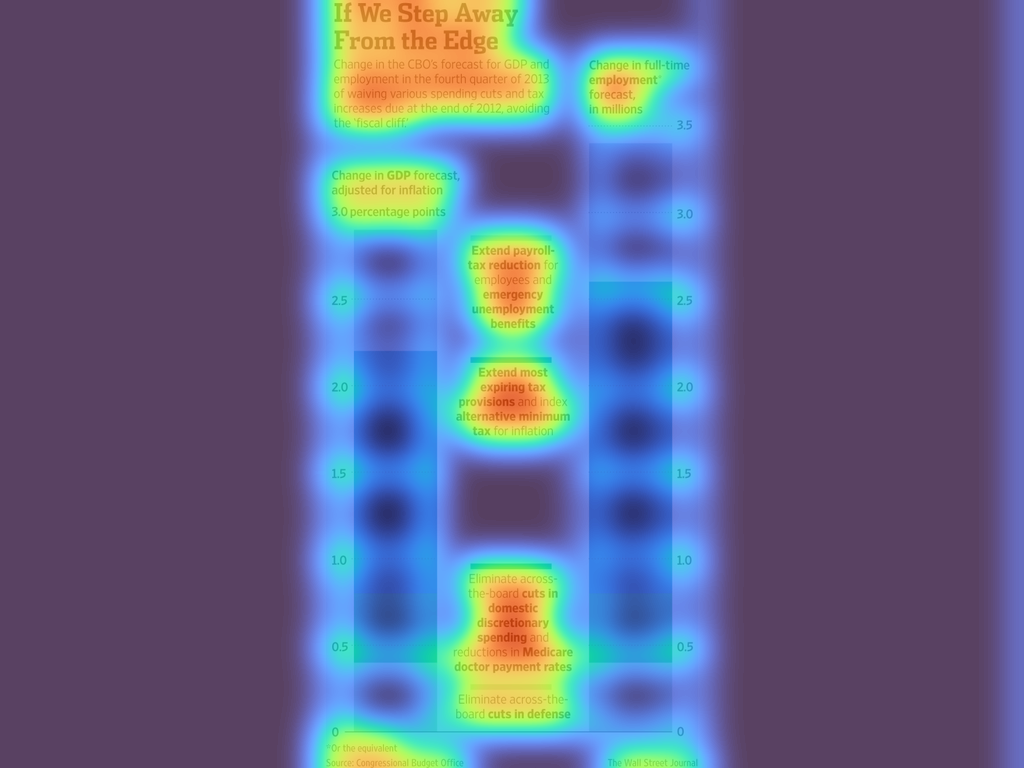 If We Step Away
From the Edge
Change in the CBO's forecast for GDP and
employment in the fourth quarter of 2013
of waiving various spending cuts and tax
increases due at the end of 2012, avoiding
the 'fiscal cliff.'
Change in GDP forecast,
adjusted for inflation
3.0 percentage points
2.5
2.0
1.5
1.0
0.5
0
Extend payroll-
tax reduction for
employees and
emergency
unemployment
benefits
Extend most
expiring tax
provisions and index
alternative minimum
tax for inflation
Eliminate across-
the-board cuts in
domestic
discretionary
spending and
reductions in Medicare
doctor payment rates
Eliminate across-the-
board cuts in defense
Change in full-time
employment*
forecast,
in millions
3.5
3.0
2.5
2.0
1.5
1.0
0.5
0
*Or the equivalent
Source: Congressional Budget Office
The Wall Street Journal